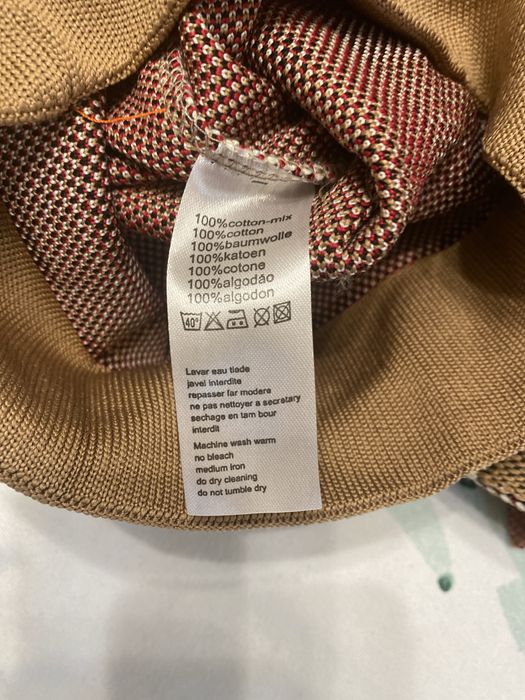 100%cotton-mix
100%cotton
100%baumwolle
100%katoen
100%cotone
100%algodão
100%algodon
40°
Lavar eau tiade
javel interdite
repasser far modere
ne pas nettoyer a secretary
sechage en tam bour
interdit
Machine wash warm
no bleach
medium iron
do dry cleaning
do not tumble dry